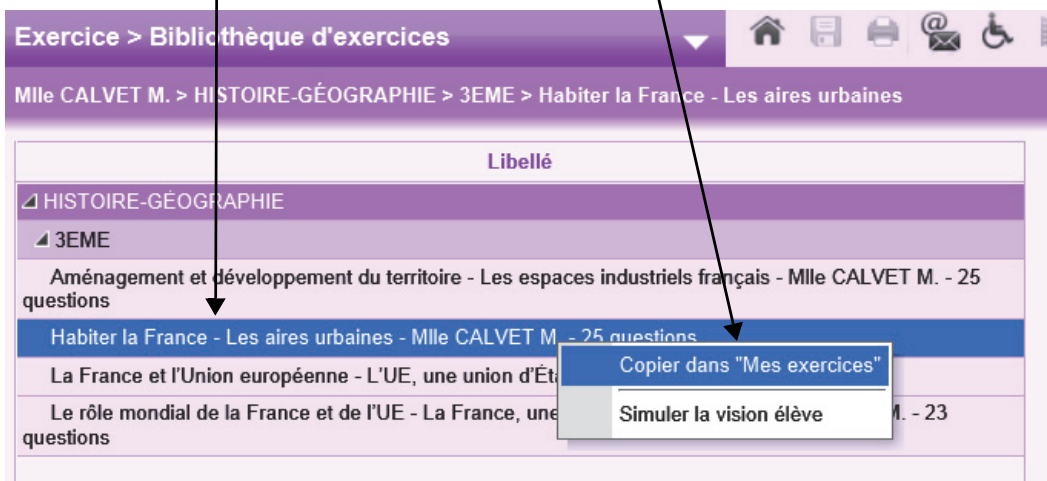 Exercice > Bibliothèque d'exercices
Mlle CALVET M. > HISTOIRE-GÉOGRAPHIE > 3EME > Habiter la France - Les aires urbaines
Libellé
HISTOIRE-GÉOGRAPHIE
3EME
Aménagement et développement du territoire - Les espaces industriels français - Mlle CALVET M. - 25
questions
Habiter la France - Les aires urbaines - Mlle CALVET M. - 25 questions
Copier dans "Mes exercices"
La France et l'Union européenne - L'UE, une union d'Ét
Simuler la vision élève
Le rôle mondial de la France et de l'UE - La France, une M. - 23
questions